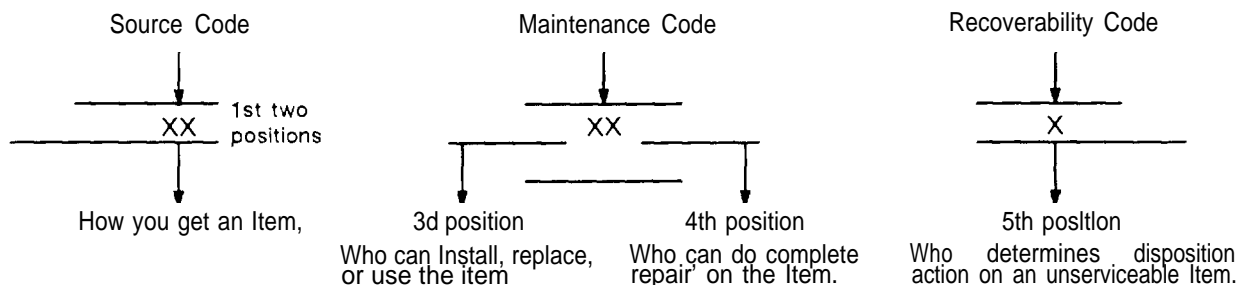 Source Code
Maintenance Code
Recoverability Code
XX
1st two
positions
XX
X
How you get an Item,
3d position
Who can Install, replace,
or use the item
4th position
Who can do complete
repair' on the Item.
5th posltlon
Who determines disposition
action on an unserviceable Item.